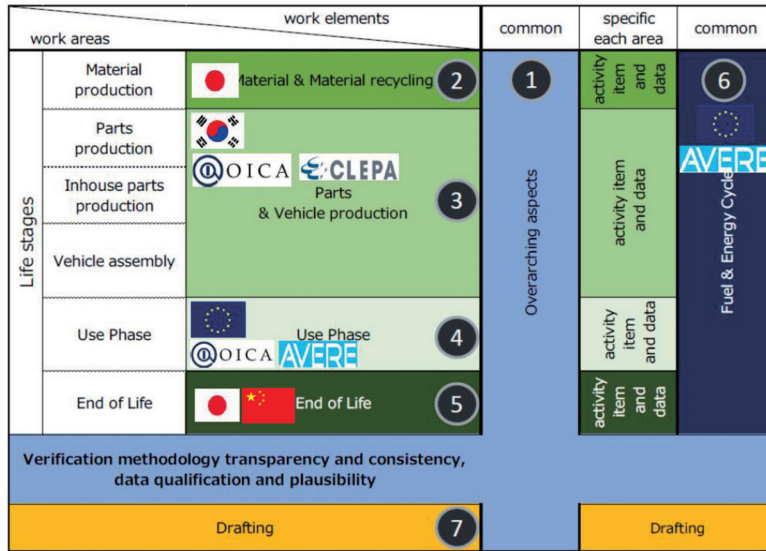 work elements
work areas
common
specific
each area
common
Life stages
Material
production
Material & Material recycling
2
1
activity
item
and
data
6
Parts
production
OICA
CLEPA
AVERE
Inhouse parts
production
Parts
& Vehicle production
3
Overarching aspects
activity item
and data
Fuel & Energy Cycle
Vehicle assembly
Use Phase
Use Phase
4
OICA
AVERE
activity
item
and data
End of Life
End of Life
5
activity
item
and
data
Verification methodology transparency and consistency,
data qualification and plausibility
Drafting
7
Drafting